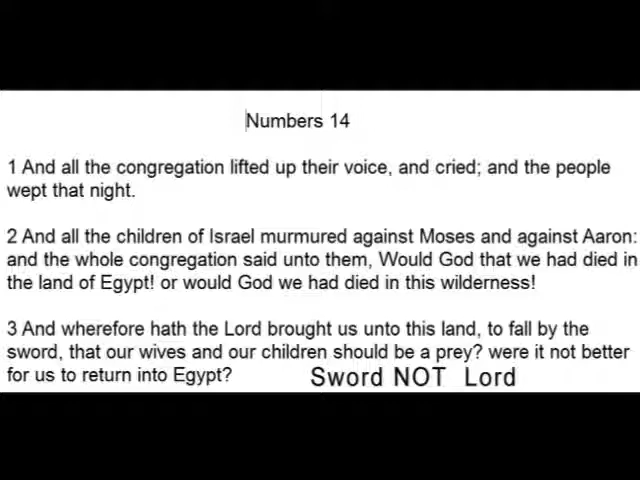 Numbers 14
1 And all the congregation lifted up their voice, and cried; and the people
wept that night.
2 And all the children of Israel murmured against Moses and against Aaron:
and the whole congregation said unto them, Would God that we had died in
the land of Egypt! or would God we had died in this wilderness!
3 And wherefore hath the Lord brought us unto this land, to fall by the
sword, that our wives and our children should be a prey? were it not better
for us to return into Egypt?
Sword NOT Lord